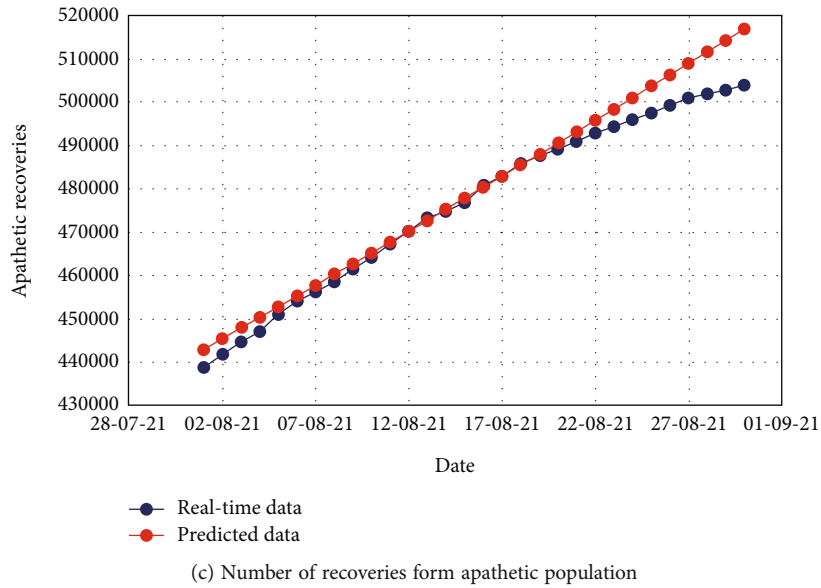 520000
510000
500000
490000
480000
470000
460000
450000
440000
430000
Apathetic recoveries
28-07-21 02-08-21 07-08-21 12-08-21 17-08-21 22-08-21 27-08-21 01-09-21
Date
Real-time data
Predicted data
(c) Number of recoveries form apathetic population